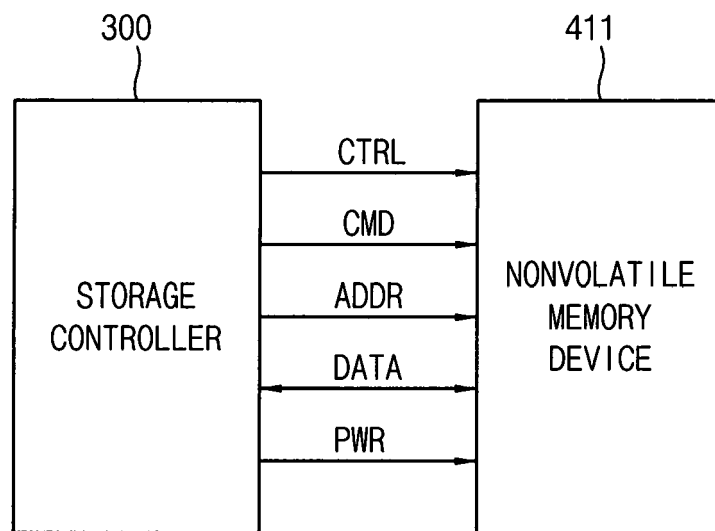 300
411
CTRL
CMD
ADDR
DATA
PWR
STORAGE
CONTROLLER
NONVOLATILE
MEMORY
DEVICE